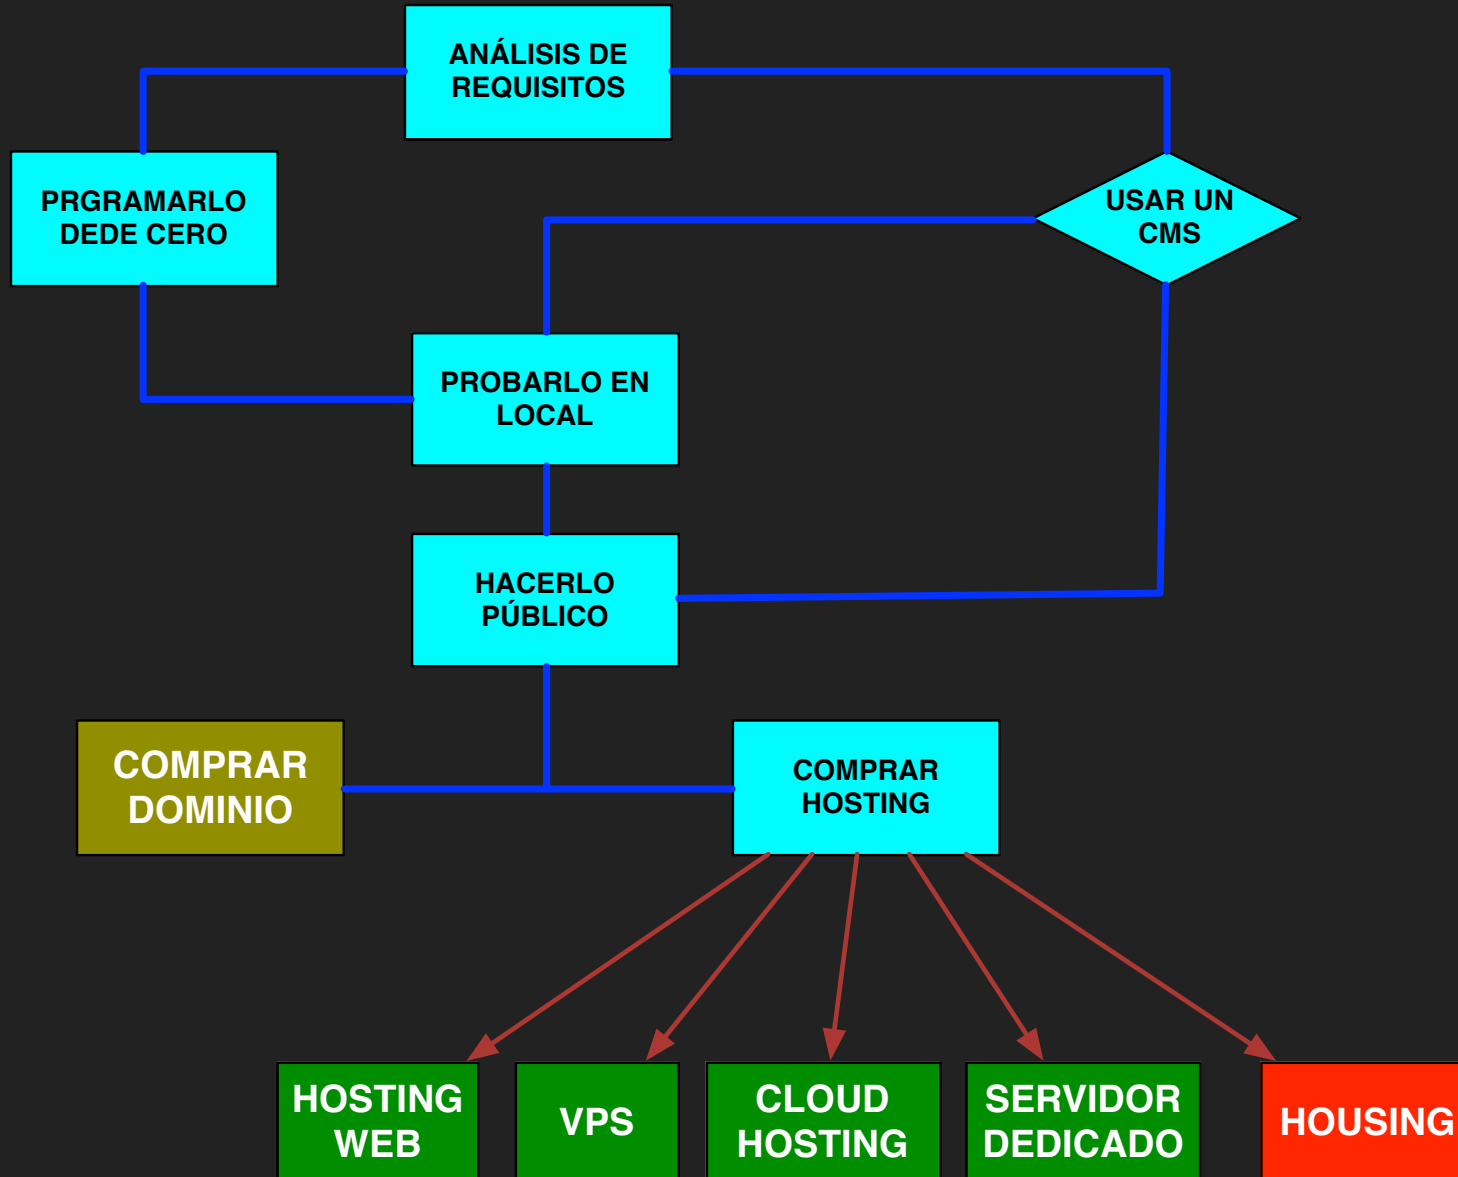 ANÁLISIS DE
REQUISITOS
PRGRAMARLO
DEDE CERO
USAR UN
CMS
PROBARLO EN
LOCAL
HACERLO
PÚBLICO
COMPRAR
DOMINIO
COMPRAR
HOSTING
HOSTING
WEB
VPS
CLOUD
HOSTING
SERVIDOR
DEDICADO
HOUSING